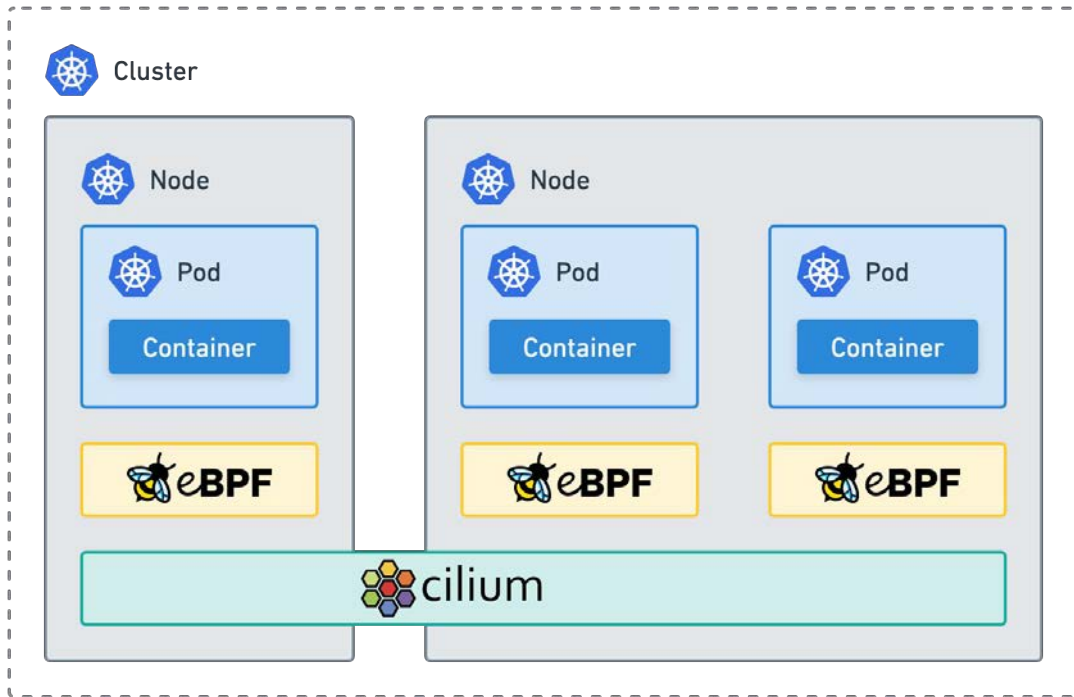 Cluster
Node
Node
Pod
Pod
Pod
Container
Container
Container
eBPF
eBPF
eBPF
cilium